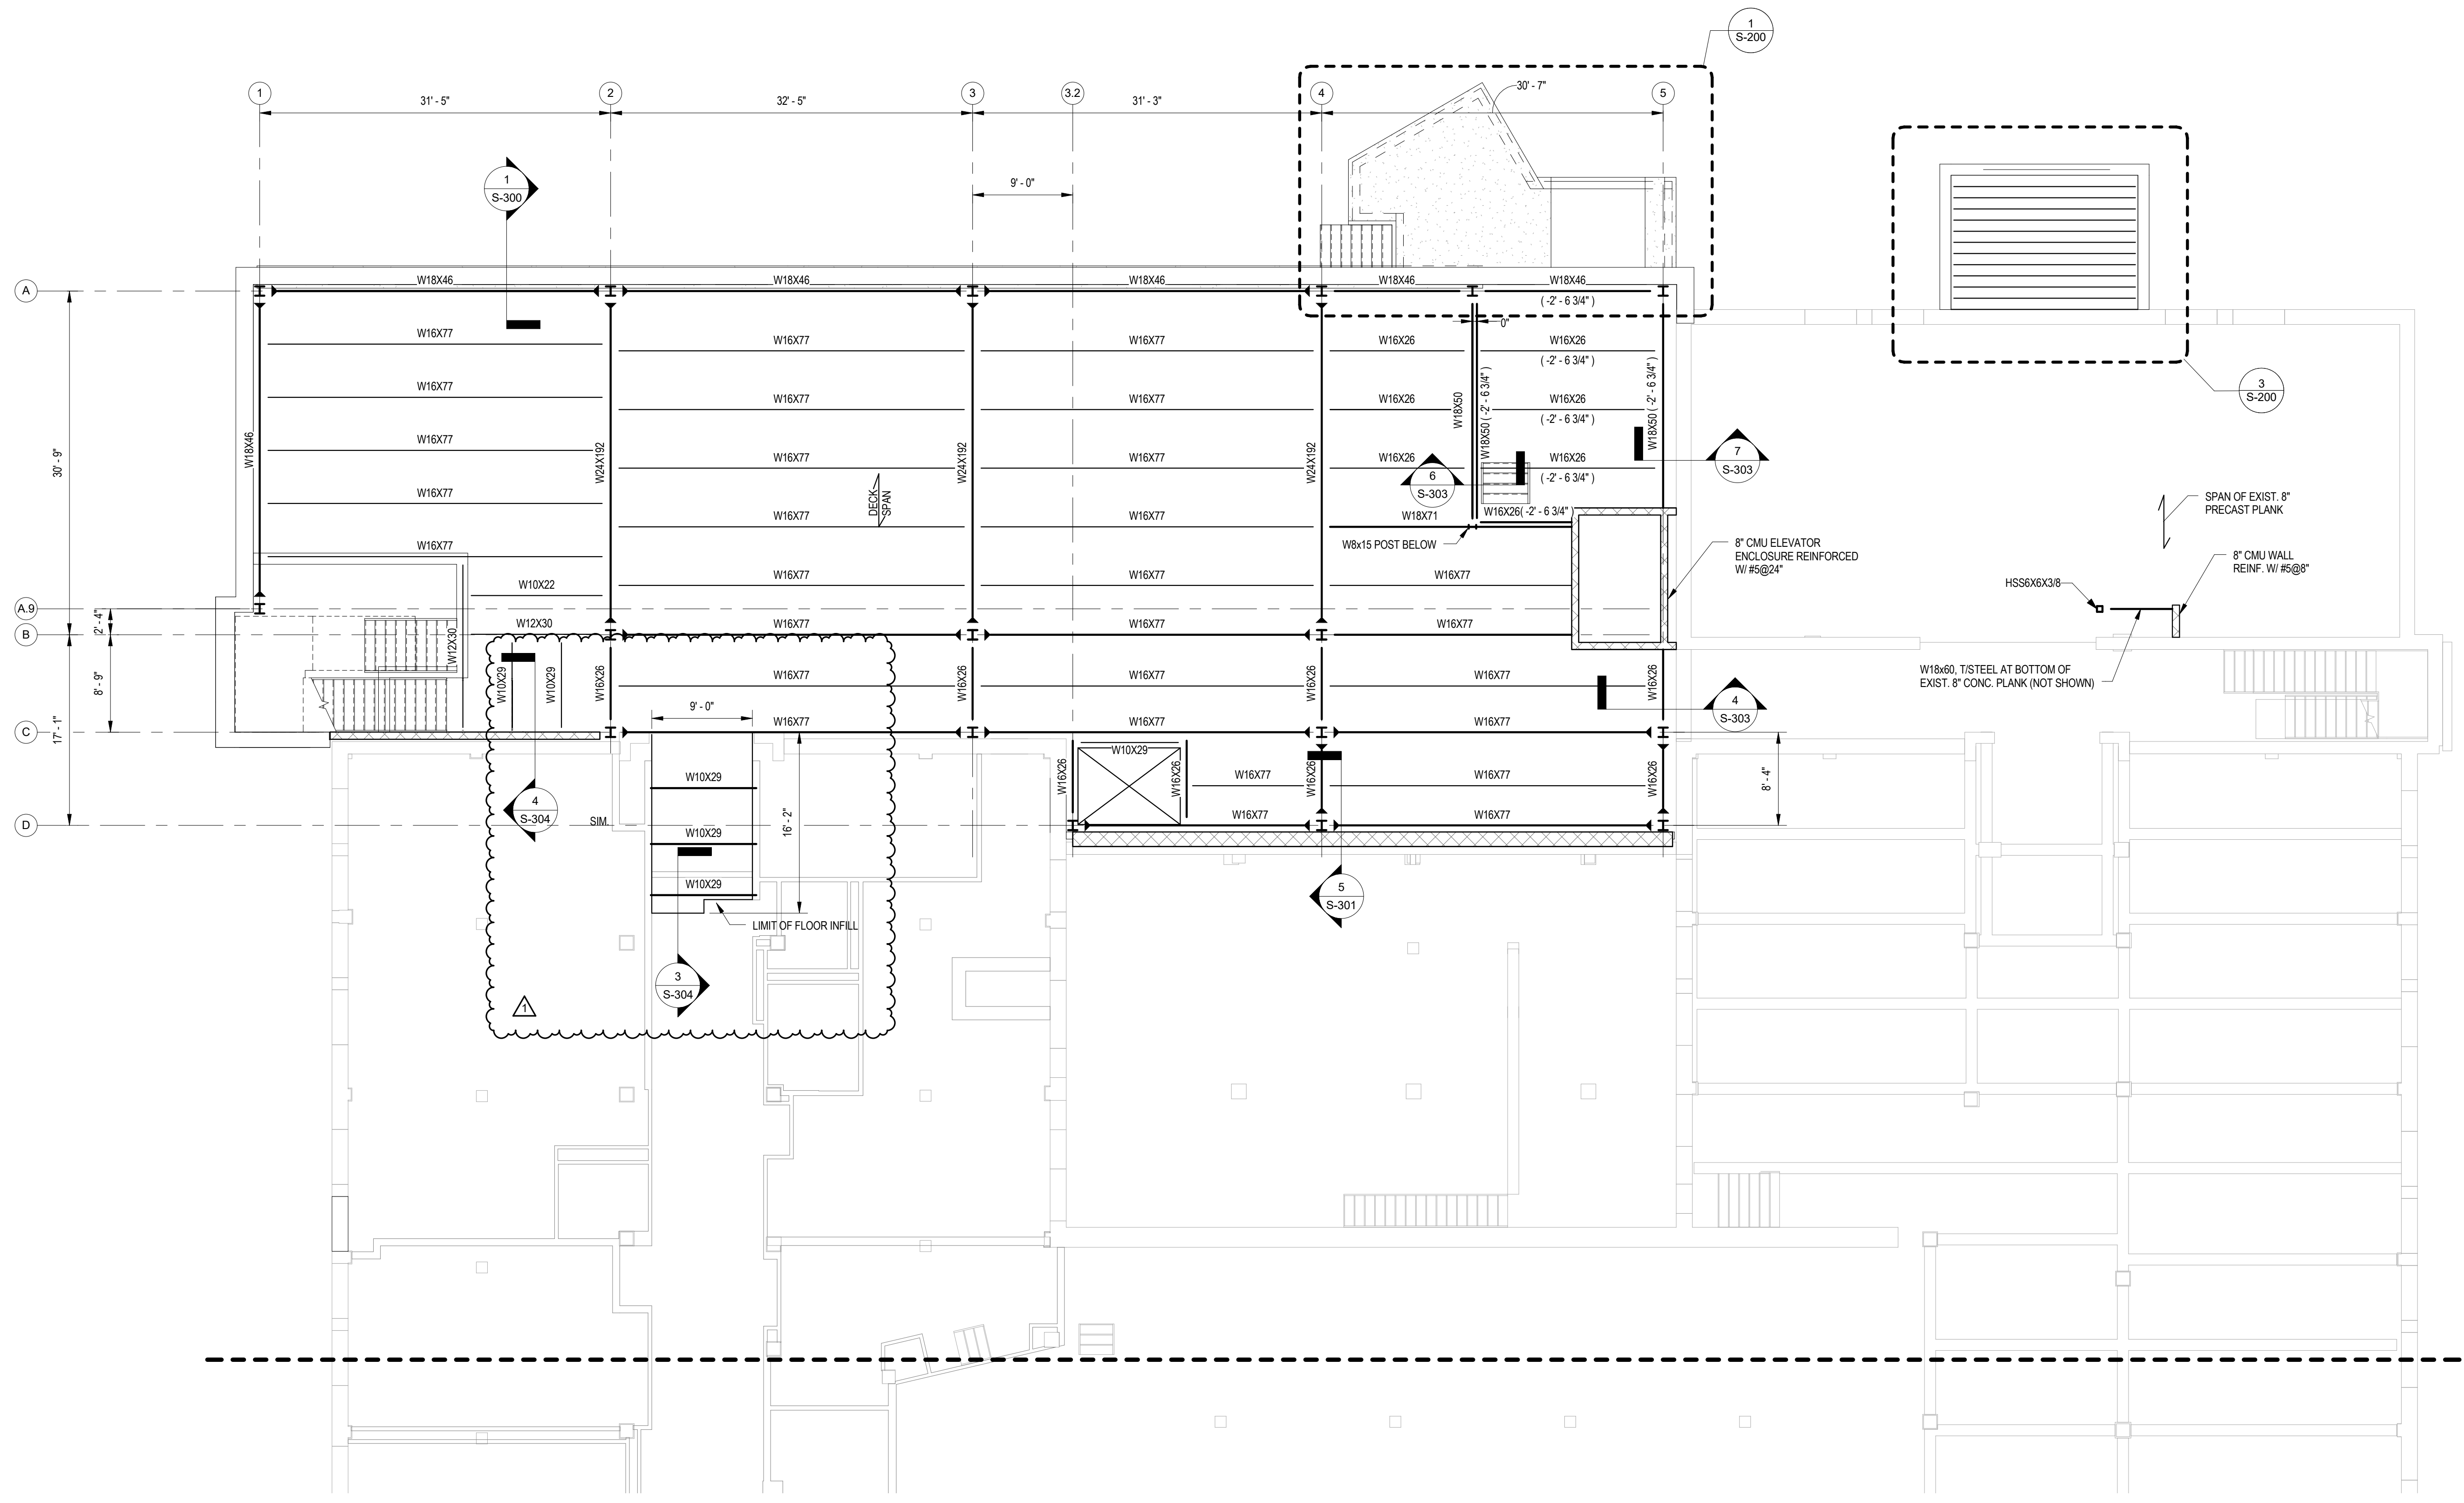 1
S-200
1
2
3
3.2
4
5
31' - 5"
32' - 5"
31' - 3"
30' - 7"
9' - 0"
1
S-300
3
S-200
A
W18X46
W18X46
W18X46
W18X46
W18X46
( -2' - 6 3/4" )
0"
W16X77
W16X77
W16X77
W16X26
W16X26
( -2' - 6 3/4" )
W16X77
W16X77
W16X77
W16X26
W16X26
( -2' - 6 3/4" )
W16X77
W16X77
W16X77
W16X26
W16X26
( -2' - 6 3/4" )
W16X77
W16X77
W16X77
W18X71
W16X26( -2' - 6 3/4" )
W16X77
W16X77
W16X77
W16X77
W18X46
W24X192
W24X192
W24X192
W18X50
W18X50 ( -2' - 6 3/4" )
W18X50 ( -2' - 6 3/4" )
DECK
SPAN
6
S-303
7
S-303
W8x15 POST BELOW
8" CMU ELEVATOR
ENCLOSURE REINFORCED
W/ #5@24"
SPAN OF EXIST. 8"
PRECAST PLANK
8" CMU WALL
REINF. W/ #5@8"
HSS6X6X3/8
W18x60, T/STEEL AT BOTTOM OF
EXIST. 8" CONC. PLANK (NOT SHOWN)
30' - 9"
A.9
2' - 4"
B
8' - 9"
17' - 1"
C
D
W10X22
W12X30
W16X77
W16X77
W12X30
W10X29
W10X29
W16X26
W16X77
W16X26
W16X77
W16X26
W16X77
W16X26
4
S-303
9' - 0"
W16X77
W16X77
W16X77
W10X29
W16X26
W16X26
W16X77
W16X26
W16X77
W16X26
8' - 4"
W10X29
W10X29
W10X29
16' - 2"
W16X77
W16X77
4
S-304
SIM.
LIMIT OF FLOOR INFILL
5
S-301
3
S-304
1